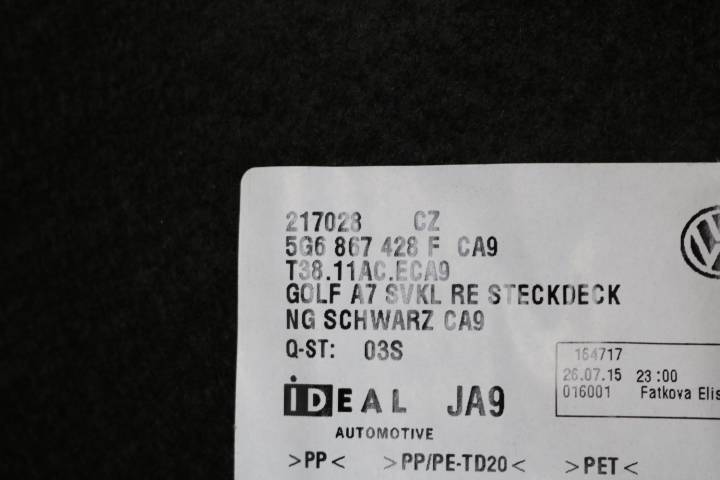 217028 CZ
5G6 867 428 F CA9
T38.11AC.ECA9
GOLF A7 SVKL RE STECKDECK
NG SCHWARZ CA9
Q-ST: 03S
iDEAL JA9
AUTOMOTIVE
>PP< >PP/PE-TD20< >PET<
164717
26.07.15 23:00
016001 Fatkova Elis